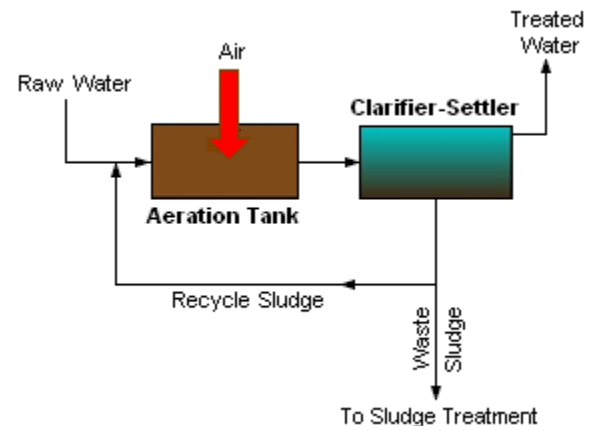 Treated
Water
Air
Raw Water
Clarifier-Settler
Aeration Tank
Recycle Sludge
Waste
Sludge
To Sludge Treatment